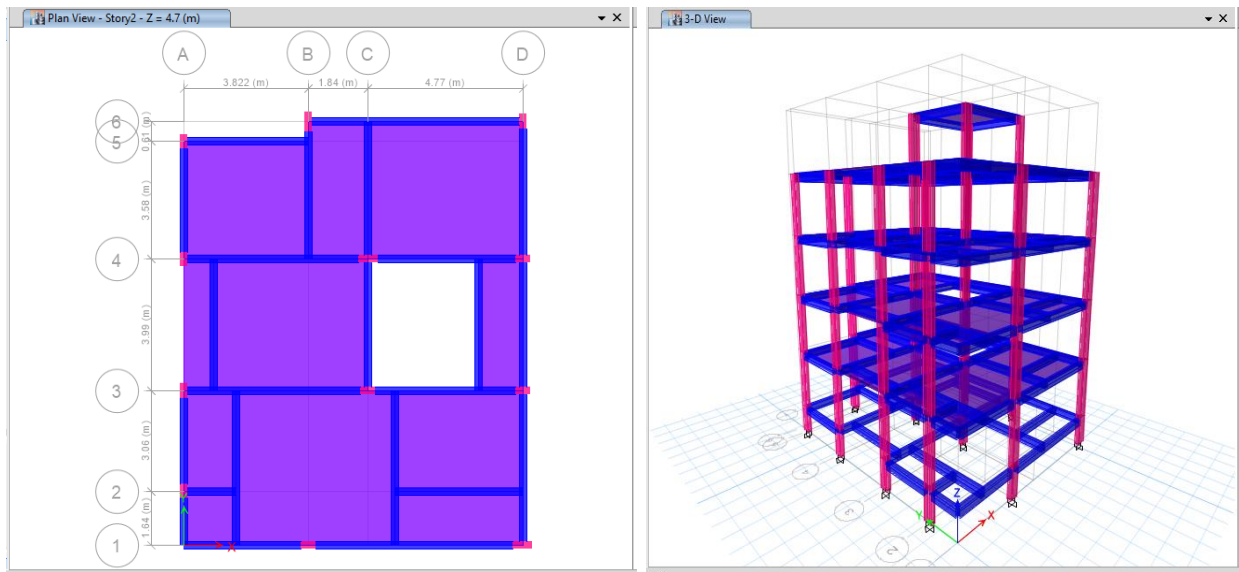 Plan View - Story2 - Z = 4.7 (m)
A B C D
3.822 (m) 1.84 (m) 4.77 (m)
6
0.61 (m)
5
3.58 (m)
4
3.99 (m)
3
3.06 (m)
2
1.64 (m)
1
X
3-D View
Z
Y X
4
3
2